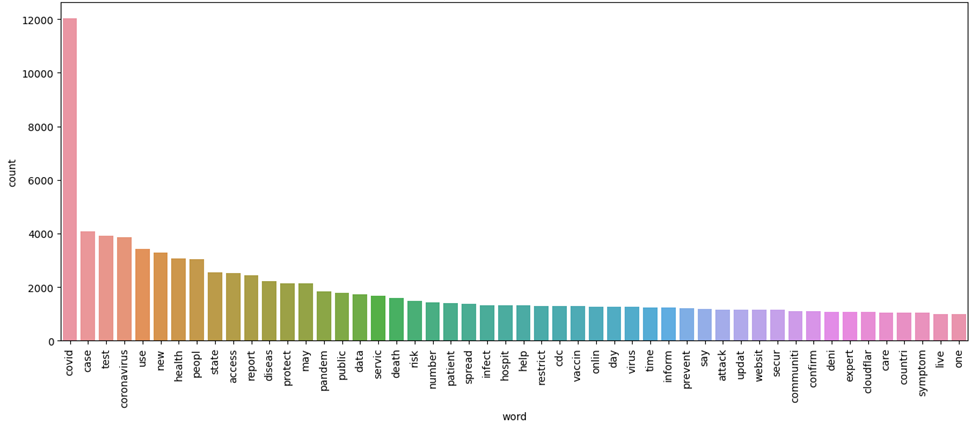 12000
10000
8000
6000
4000
2000
0
count
covid
case
test
coronavirus
use
new
health
peopl
state
access
report
diseas
protect
may
pandem
public
data
servic
death
risk
number
patient
spread
infect
hospit
help
restrict
cdc
vaccin
onlin
day
virus
time
inform
prevent
say
attack
updat
websit
secur
communiti
confirm
deni
expert
cloudflar
care
countri
symptom
live
one
word